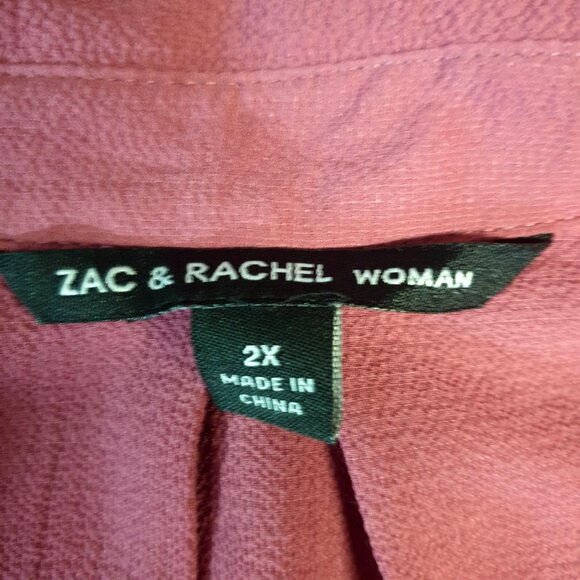 ZAC & RACHEL WOMAN
2X
MADE IN
CHINA